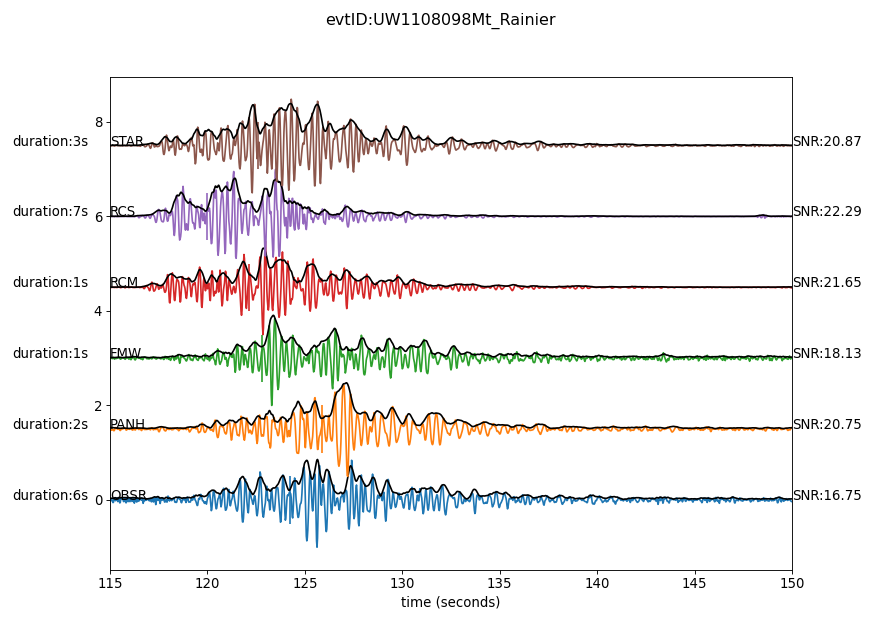 evtID:UW1108098Mt_Rainier
8
duration:3s STAR SNR:20.87
duration:7s RCS SNR:22.29
6
duration:1s RCM SNR:21.65
4
duration:1s FMW SNR:18.13
2
duration:2s PANH SNR:20.75
duration:6s OBSR SNR:16.75
0
115 120 125 130 135 140 145 150
time (seconds)